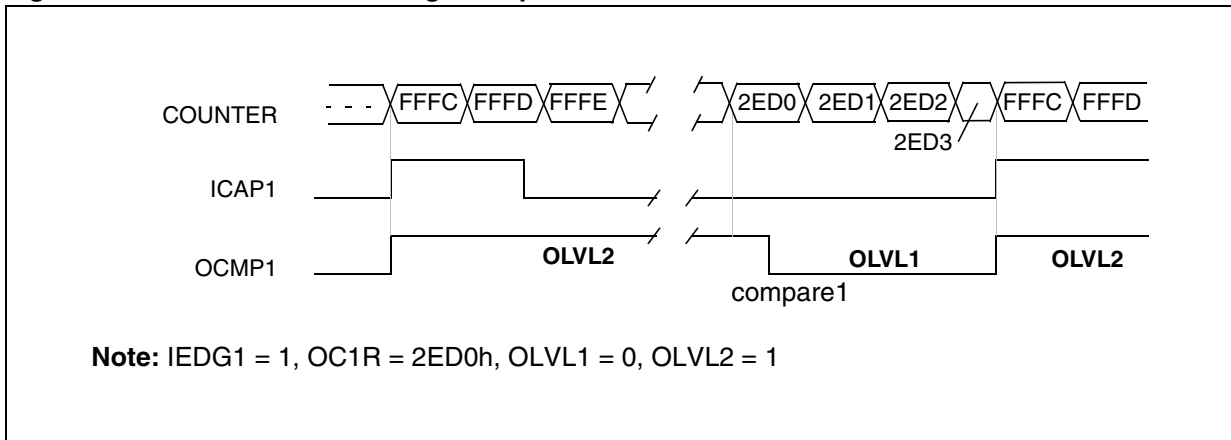 COUNTER - - - FFFC FFFD FFFE 2ED0 2ED1 2ED2 FFFC FFFD
2ED3
ICAP1
OCMP1 OLVL2 OLVL1 OLVL2
compare1
Note: IEDG1 = 1, OC1R = 2ED0h, OLVL1 = 0, OLVL2 = 1